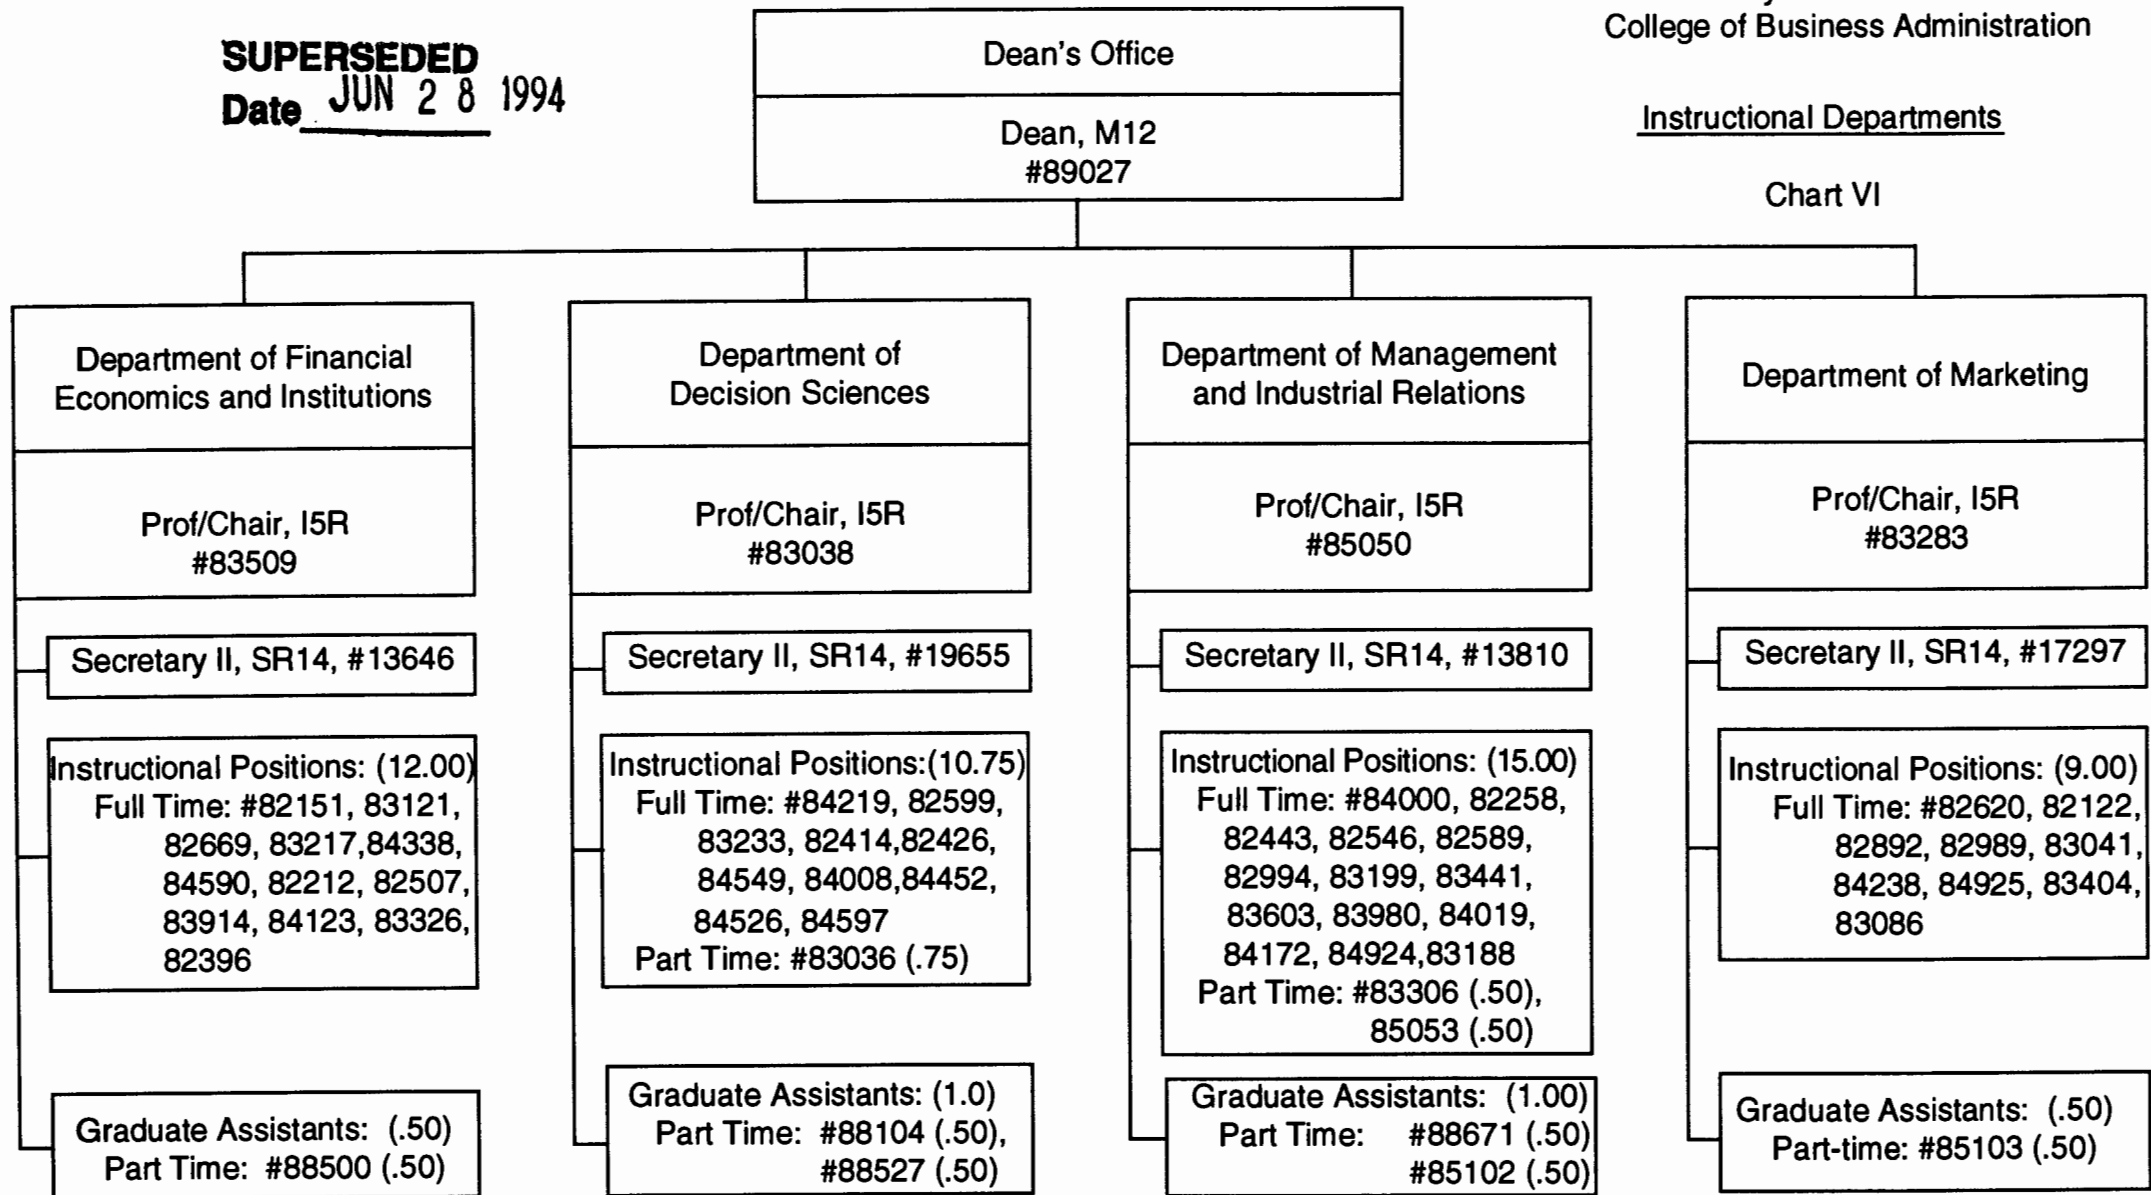 SUPERSEDED
Date JUN 28 1994
College of Business Administration
Instructional Departments
Chart VI
Dean's Office
Dean, M12
#89027
Department of Financial
Economics and Institutions
Prof/Chair, I5R
#83509
Secretary II, SR14, #13646
Instructional Positions: (12.00)
Full Time: #82151, 83121,
82669, 83217,84338,
84590, 82212, 82507,
83914, 84123, 83326,
82396
Graduate Assistants: (.50)
Part Time: #88500 (.50)
Department of
Decision Sciences
Prof/Chair, I5R
#83038
Secretary II, SR14, #19655
Instructional Positions:(10.75)
Full Time: #84219, 82599,
83233, 82414,82426,
84549, 84008,84452,
84526, 84597
Part Time: #83036 (.75)
Graduate Assistants: (1.0)
Part Time: #88104 (.50),
#88527 (.50)
Department of Management
and Industrial Relations
Prof/Chair, I5R
#85050
Secretary II, SR14, #13810
Instructional Positions: (15.00)
Full Time: #84000, 82258,
82443, 82546, 82589,
82994, 83199, 83441,
83603, 83980, 84019,
84172, 84924,83188
Part Time: #83306 (.50),
85053 (.50)
Graduate Assistants: (1.00)
Part Time: #88671 (.50)
#85102 (.50)
Department of Marketing
Prof/Chair, I5R
#83283
Secretary II, SR14, #17297
Instructional Positions: (9.00)
Full Time: #82620, 82122,
82892, 82989, 83041,
84238, 84925, 83404,
83086
Graduate Assistants: (.50)
Part-time: #85103 (.50)